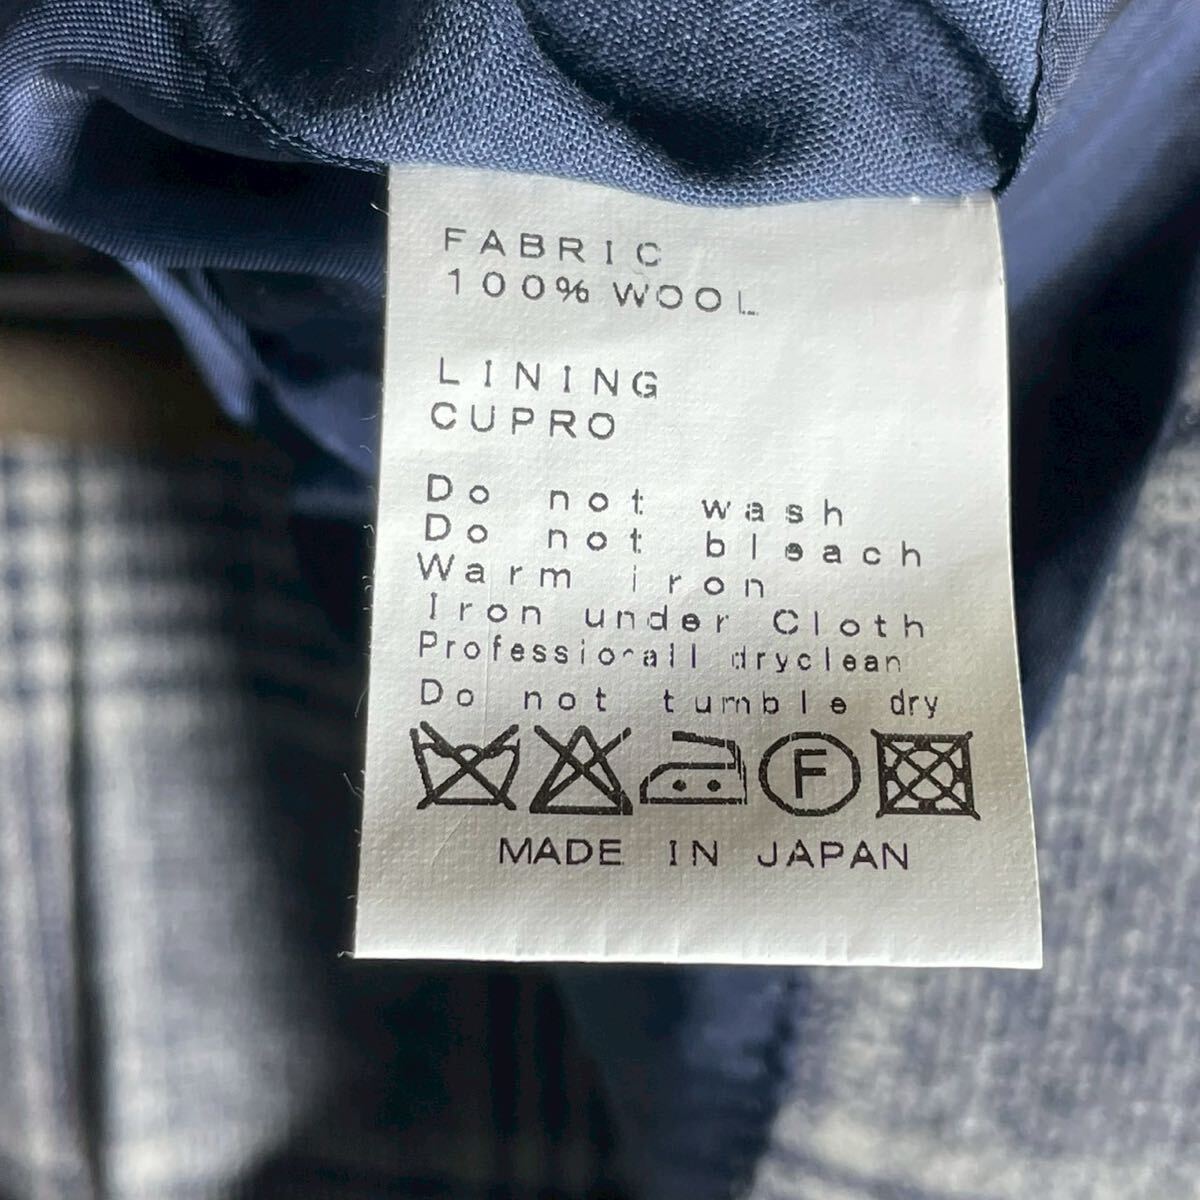 FABRIC
100% WOOL
LINING
CUPRO
Do not wash
Do not bleach
Warm iron
Iron under Cloth
Professionall dryclean
Do not tumble dry
F
MADE IN JAPAN